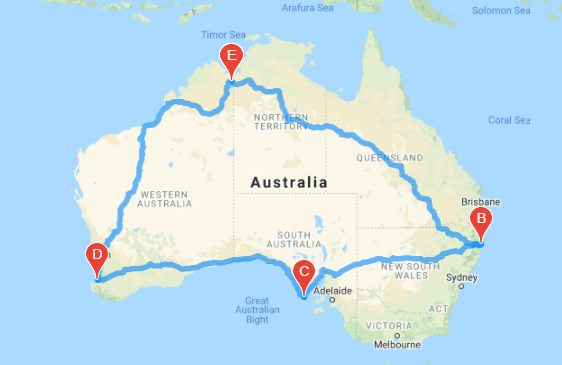 Arafura Sea
Solomon Sea
Timor Sea
E
NORTHERN
TERRITORY
Coral Sea
QUEENSLAND
Australia
WESTERN
AUSTRALIA
Brisbane
B
SOUTH
AUSTRALIA
D
C
NEW SOUTH
WALES
Adelaide
Sydney
Great
Australian
Bight
ACT
VICTORIA
Melbourne